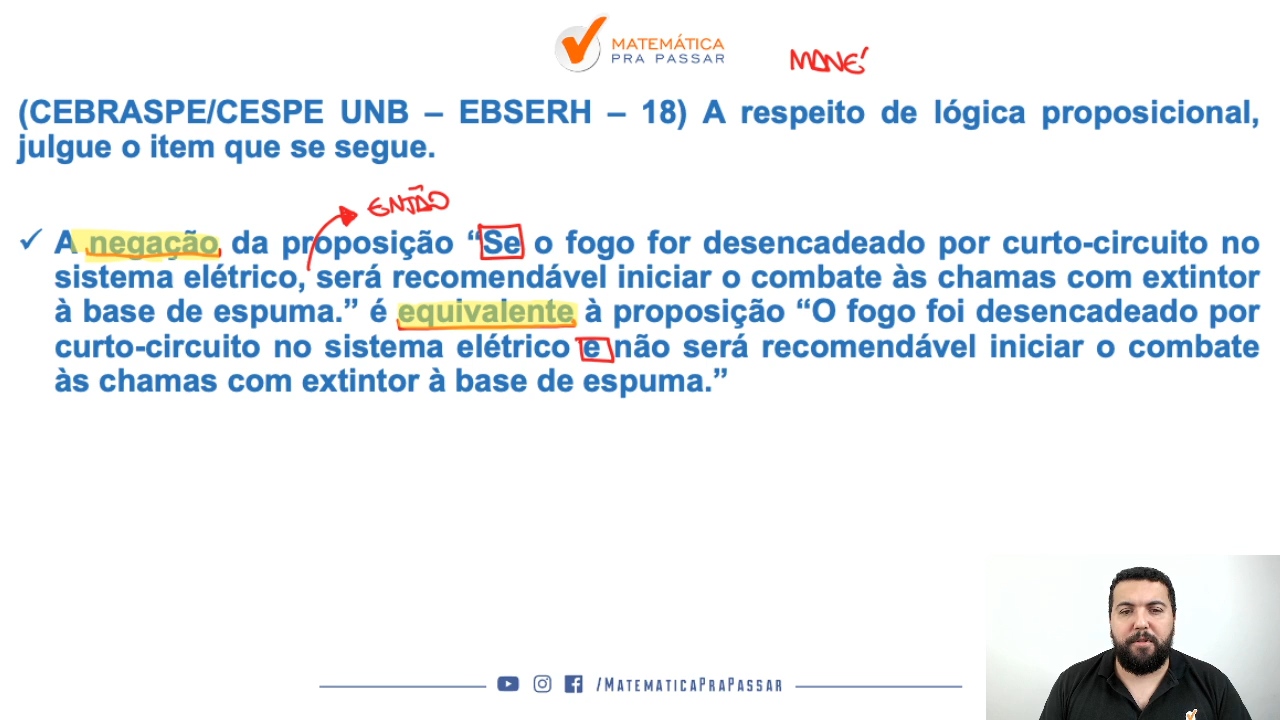 MATEMÁTICA
PRA PASSAR
MANÉ!
(CEBRASPE/CESPE UNB – EBSERH – 18) A respeito de lógica proposicional,
julgue o item que se segue.
ENTÃO
✓ A negação da proposição “Se o fogo for desencadeado por curto-circuito no
sistema elétrico, será recomendável iniciar o combate às chamas com extintor
à base de espuma.” é equivalente à proposição “O fogo foi desencadeado por
curto-circuito no sistema elétrico e não será recomendável iniciar o combate
às chamas com extintor à base de espuma.”
/MATEMATICAPRAPASSAR